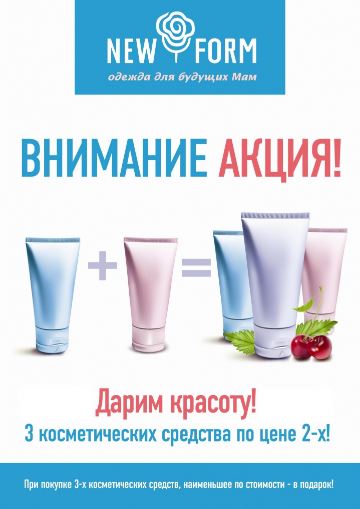 NEW FORM
одежда для будущих Мам
ВНИМАНИЕ АКЦИЯ!
+ =
Дарим красоту!
3 косметических средства по цене 2-х!
При покупке 3-х косметических средств, наименьшее по стоимости - в подарок!